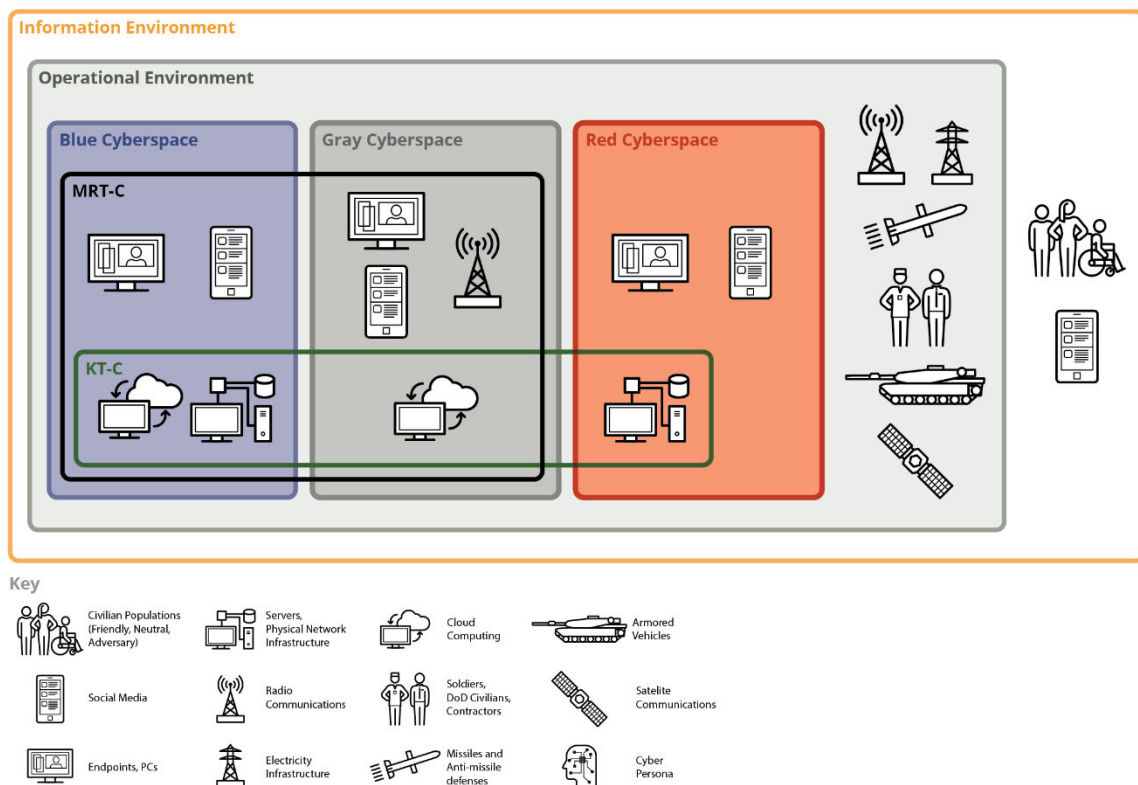 Information Environment
Operational Environment
Blue Cyberspace
Gray Cyberspace
Red Cyberspace
MRT-C
KT-C
Key
Civilian Populations
(Friendly, Neutral,
Adversary)
Servers,
Physical Network
Infrastructure
Cloud
Computing
Armored
Vehicles
Social Media
Radio
Communications
Soldiers,
DoD Civilians,
Contractors
Satelite
Communications
Endpoints, PCs
Electricity
Infrastructure
Missiles and
Anti-missile
defenses
Cyber
Persona